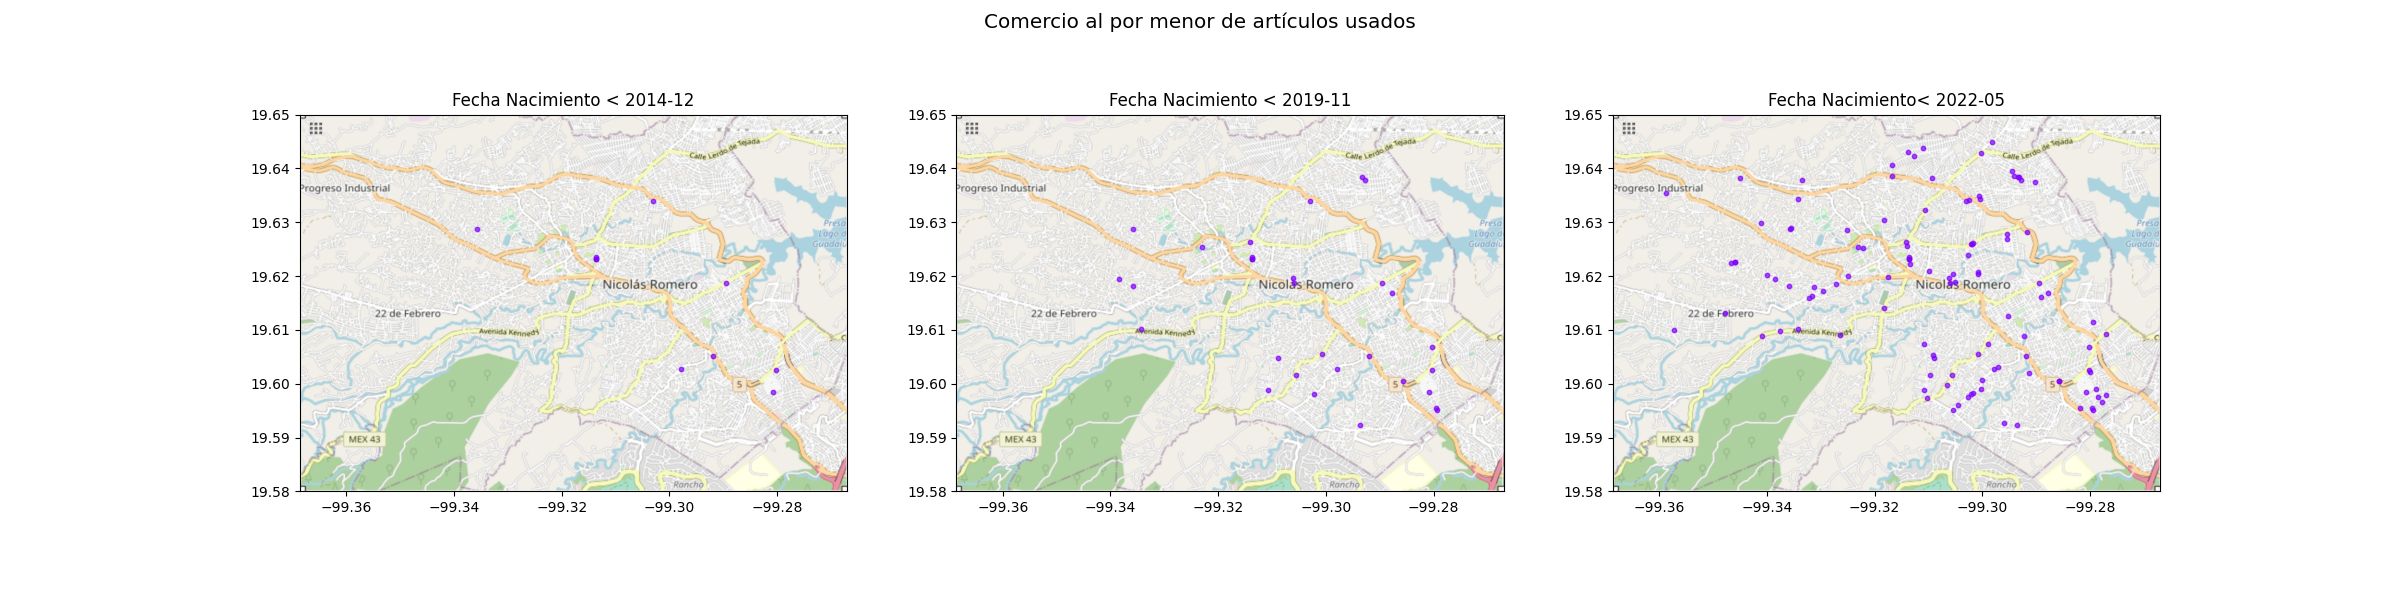 Comercio al por menor de artículos usados
Fecha Nacimiento < 2014-12
19.65
19.64
19.63
19.62
19.61
19.60
19.59
19.58
−99.36
−99.34
−99.32
−99.30
−99.28
Calle Lerdo de Tejada
Progreso Industrial
Presa
Lago d
Guadalu
Nicolás Romero
22 de Febrero
Avenida Kennedy
5
MEX 43
Rancho
Fecha Nacimiento < 2019-11
19.65
19.64
19.63
19.62
19.61
19.60
19.59
19.58
−99.36
−99.34
−99.32
−99.30
−99.28
Calle Lerdo de Tejada
Progreso Industrial
Presa
Lago d
Guadalu
Nicolás Romero
22 de Febrero
Avenida Kennedy
5
MEX 43
Rancho
Fecha Nacimiento< 2022-05
19.65
19.64
19.63
19.62
19.61
19.60
19.59
19.58
−99.36
−99.34
−99.32
−99.30
−99.28
Calle Lerdo de Tejada
Progreso Industrial
Presa
Lago d
Guadalu
Nicolás Romero
22 de Febrero
Avenida Kennedy
5
MEX 43
Rancho